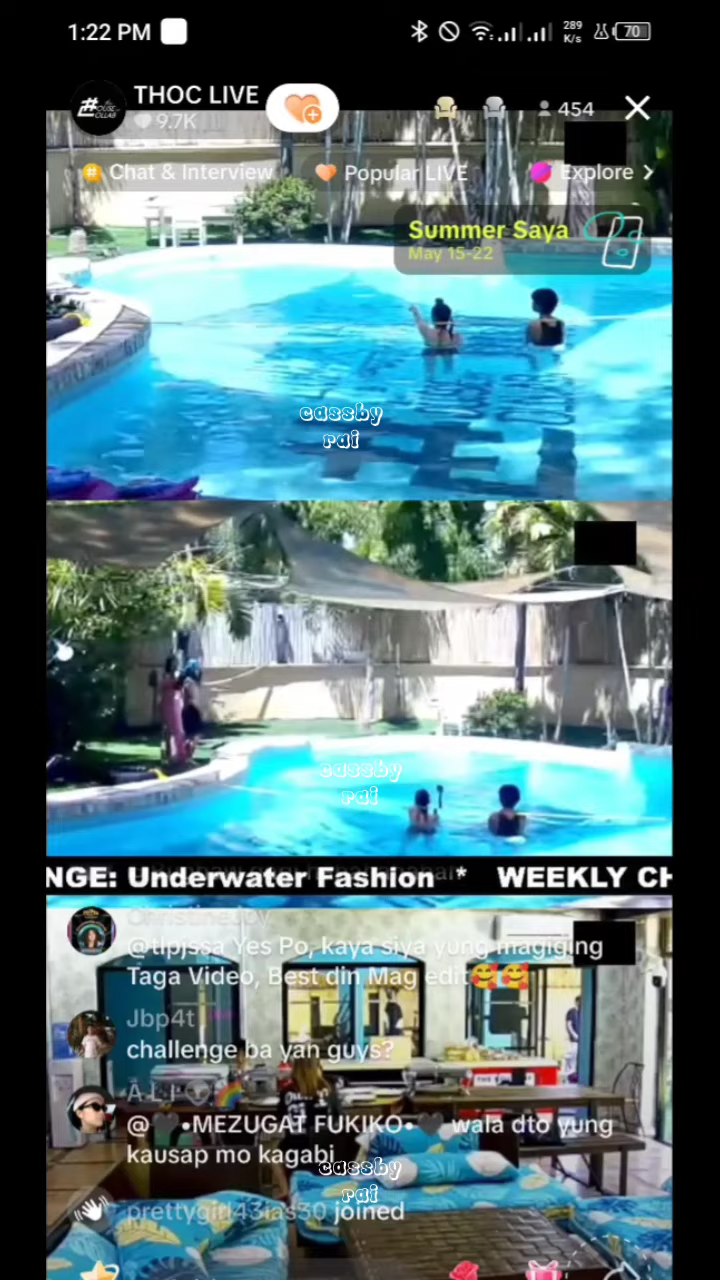 1:22 PM
289
K/s
70
THOC LIVE
9.7K
454
Chat & Interview
Popular LIVE
Explore
Summer Saya
May 15-22
cassby
rai
cassby
rai
NGE: Underwater Fashion * WEEKLY CH
ChristineJoy
@tlpjssa Yes Po, kaya siya yung magiging
Taga Video, Best din Mag edit🥰🥰
Jbp4t
challenge ba yan guys?
@🖤•MEZUGAT FUKIKO•🖤 wala dto yung
kausap mo kagabi
cassby
rai
prettygirl43ias30 joined